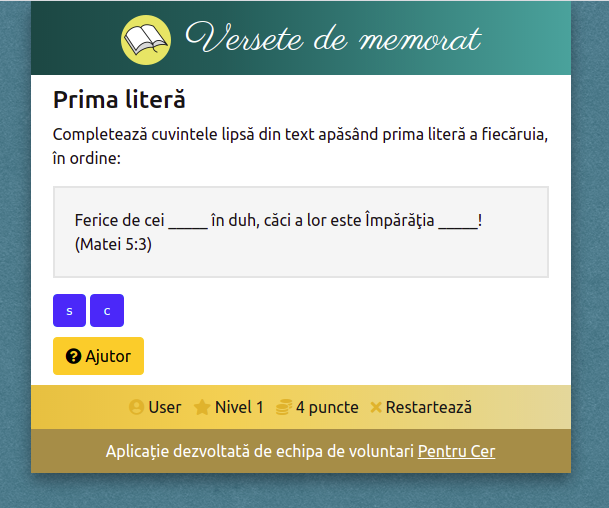 Versete de memorat
Prima literă
Completează cuvintele lipsă din text apăsând prima literă a fiecăruia,
în ordine:
Ferice de cei _____ în duh, căci a lor este Împărăţia _____!
(Matei 5:3)
s c
Ajutor
User Nivel 1 4 puncte Restartează
Aplicație dezvoltată de echipa de voluntari Pentru Cer